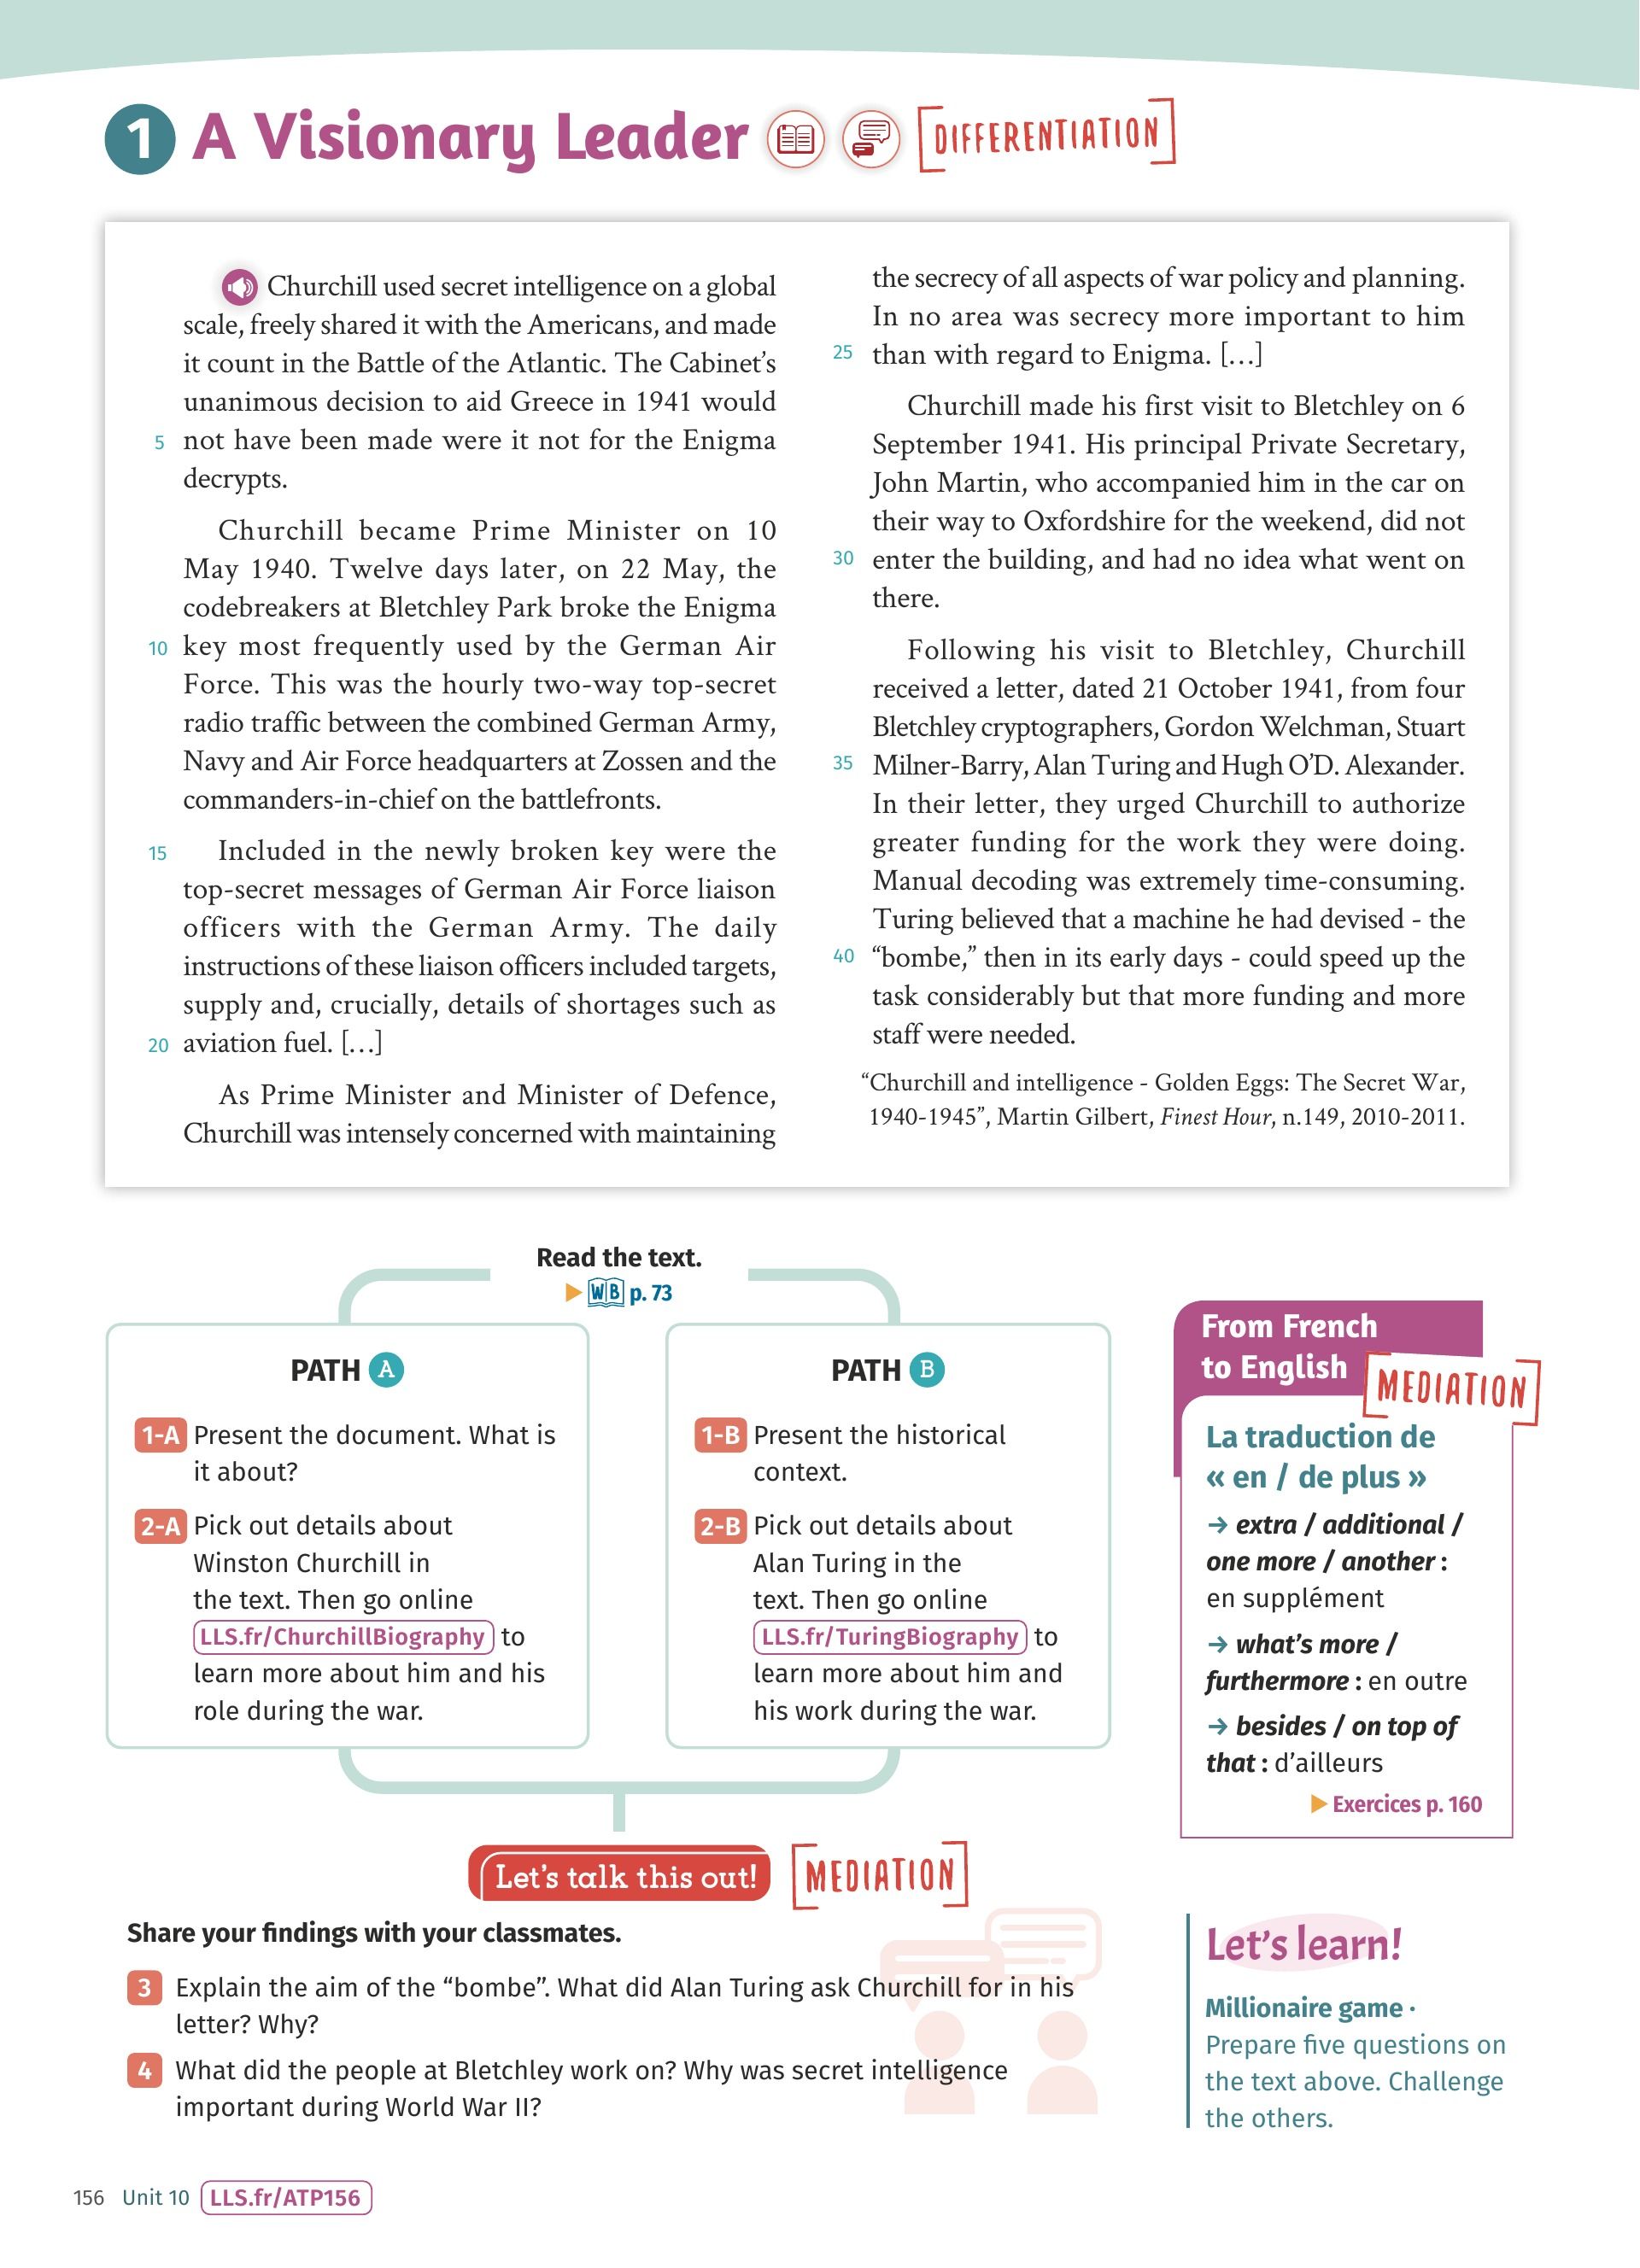 1 A Visionary Leader [DIFFERENTIATION]
Churchill used secret intelligence on a global
scale, freely shared it with the Americans, and made
it count in the Battle of the Atlantic. The Cabinet's
unanimous decision to aid Greece in 1941 would
5 not have been made were it not for the Enigma
decrypts.
Churchill became Prime Minister on 10
May 1940. Twelve days later, on 22 May, the
codebreakers at Bletchley Park broke the Enigma
10 key most frequently used by the German Air
Force. This was the hourly two-way top-secret
radio traffic between the combined German Army,
Navy and Air Force headquarters at Zossen and the
commanders-in-chief on the battlefronts.
15 Included in the newly broken key were the
top-secret messages of German Air Force liaison
officers with the German Army. The daily
instructions of these liaison officers included targets,
supply and, crucially, details of shortages such as
20 aviation fuel. […]
As Prime Minister and Minister of Defence,
Churchill was intensely concerned with maintaining
the secrecy of all aspects of war policy and planning.
In no area was secrecy more important to him
25 than with regard to Enigma. […]
Churchill made his first visit to Bletchley on 6
September 1941. His principal Private Secretary,
John Martin, who accompanied him in the car on
their way to Oxfordshire for the weekend, did not
30 enter the building, and had no idea what went on
there.
Following his visit to Bletchley, Churchill
received a letter, dated 21 October 1941, from four
Bletchley cryptographers, Gordon Welchman, Stuart
35 Milner-Barry, Alan Turing and Hugh O'D. Alexander.
In their letter, they urged Churchill to authorize
greater funding for the work they were doing.
Manual decoding was extremely time-consuming.
Turing believed that a machine he had devised - the
40 “bombe,” then in its early days - could speed up the
task considerably but that more funding and more
staff were needed.
“Churchill and intelligence - Golden Eggs: The Secret War,
1940-1945”, Martin Gilbert, Finest Hour, n.149, 2010-2011.
Read the text.
▶ WB p. 73
PATH A
1-A Present the document. What is
it about?
2-A Pick out details about
Winston Churchill in
the text. Then go online
LLS.fr/ChurchillBiography to
learn more about him and his
role during the war.
PATH B
1-B Present the historical
context.
2-B Pick out details about
Alan Turing in the
text. Then go online
LLS.fr/TuringBiography to
learn more about him and
his work during the war.
From French
to English
MEDIATION
La traduction de
« en / de plus »
→ extra / additional /
one more / another :
en supplément
→ what's more /
furthermore : en outre
→ besides / on top of
that : d'ailleurs
▶ Exercices p. 160
Let's talk this out! [MEDIATION]
Share your findings with your classmates.
3 Explain the aim of the “bombe”. What did Alan Turing ask Churchill for in his
letter? Why?
4 What did the people at Bletchley work on? Why was secret intelligence
important during World War II?
Let's learn!
Millionaire game ·
Prepare five questions on
the text above. Challenge
the others.
156 Unit 10 LLS.fr/ATP156